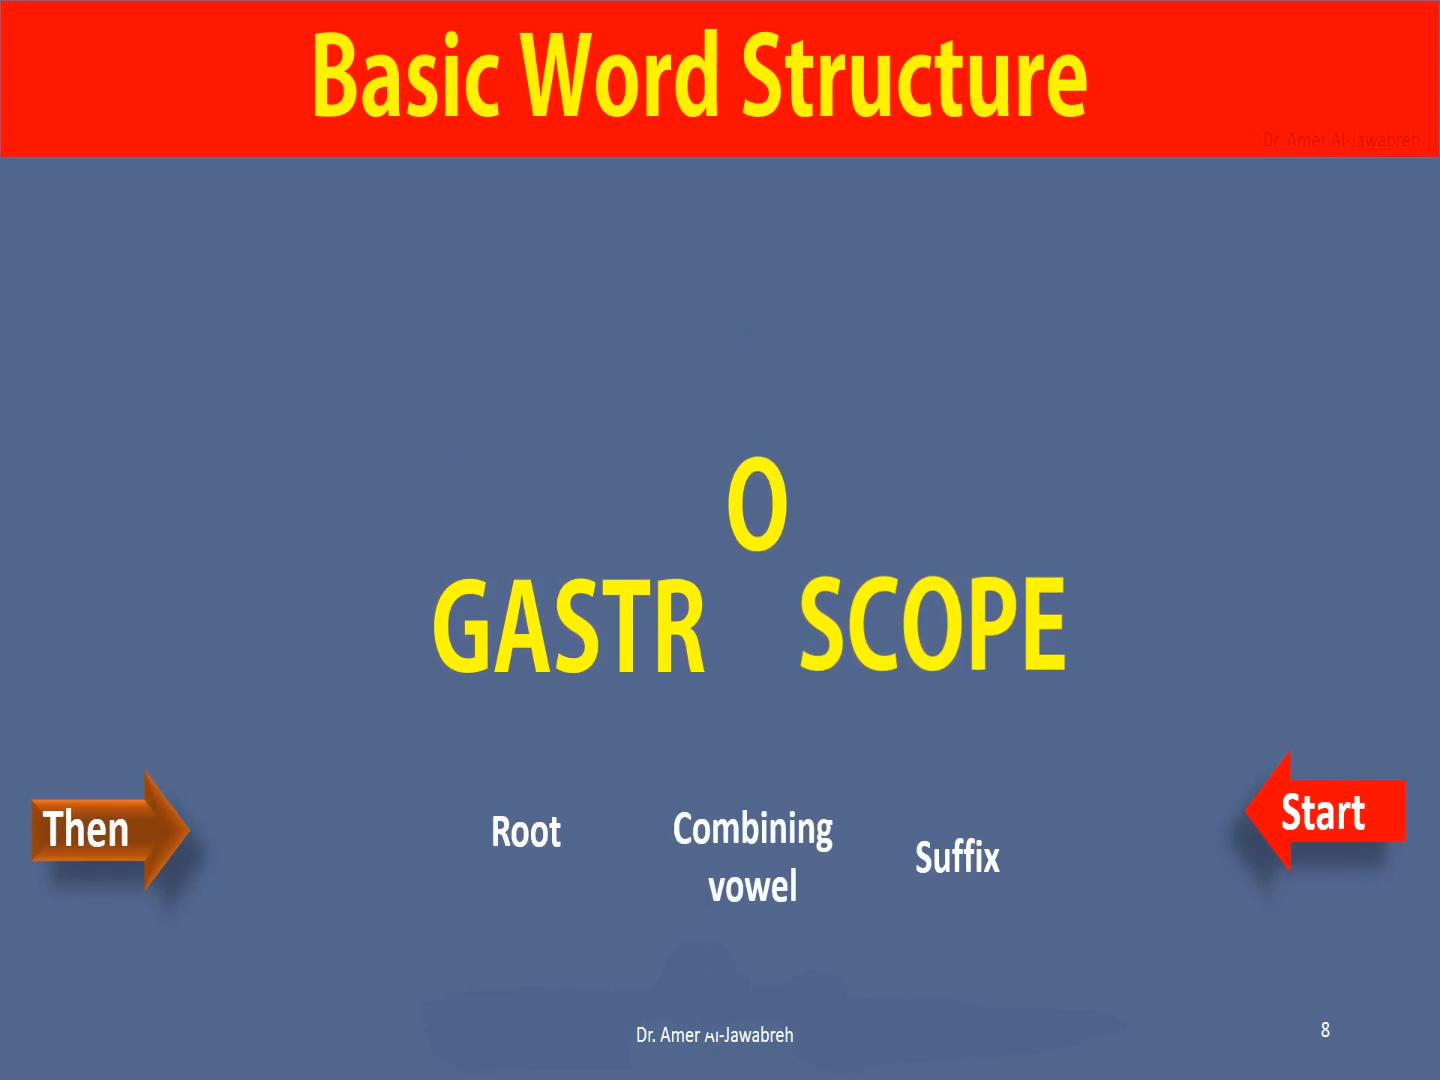 Basic Word Structure
Dr. Amer Al-Jawabreh
O
GASTR SCOPE
Then
Root
Combining
vowel
Suffix
Start
Dr. Amer Al-Jawabreh
8